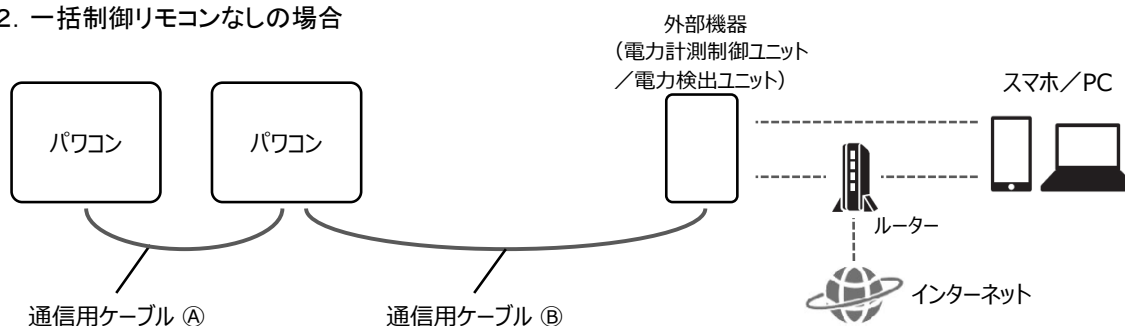 ２．一括制御リモコンなしの場合
外部機器
（電力計測制御ユニット
／電力検出ユニット）
スマホ／PC
パワコン
パワコン
ルーター
インターネット
通信用ケーブル Ⓐ
通信用ケーブル Ⓑ